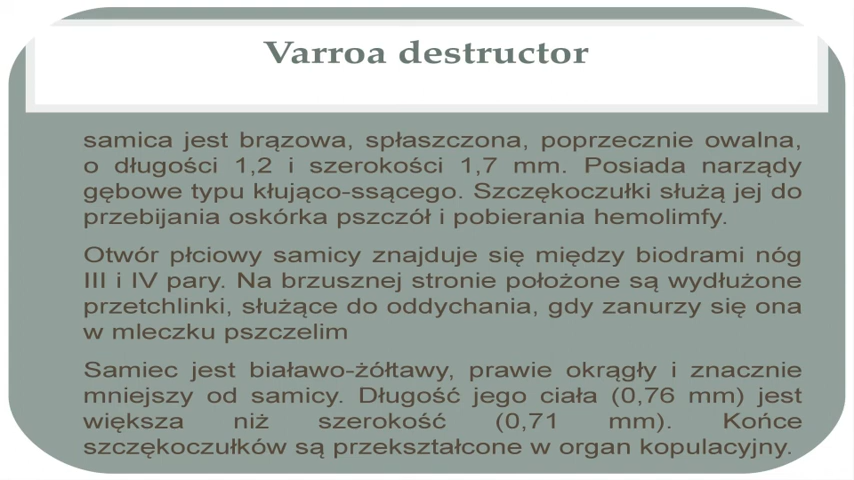 Varroa destructor
samica jest brązowa, spłaszczona, poprzecznie owalna,
o długości 1,2 i szerokości 1,7 mm. Posiada narządy
gębowe typu kłująco-ssącego. Szczękoczułki służą jej do
przebijania oskórka pszczół i pobierania hemolimfy.
Otwór płciowy samicy znajduje się między biodrami nóg
III i IV pary. Na brzusznej stronie położone są wydłużone
przetchlinki, służące do oddychania, gdy zanurzy się ona
w mleczku pszczelim
Samiec jest białawo-żółtawy, prawie okrągły i znacznie
mniejszy od samicy. Długość jego ciała (0,76 mm) jest
większa niż szerokość (0,71 mm). Końce
szczękoczułków są przekształcone w organ kopulacyjny.